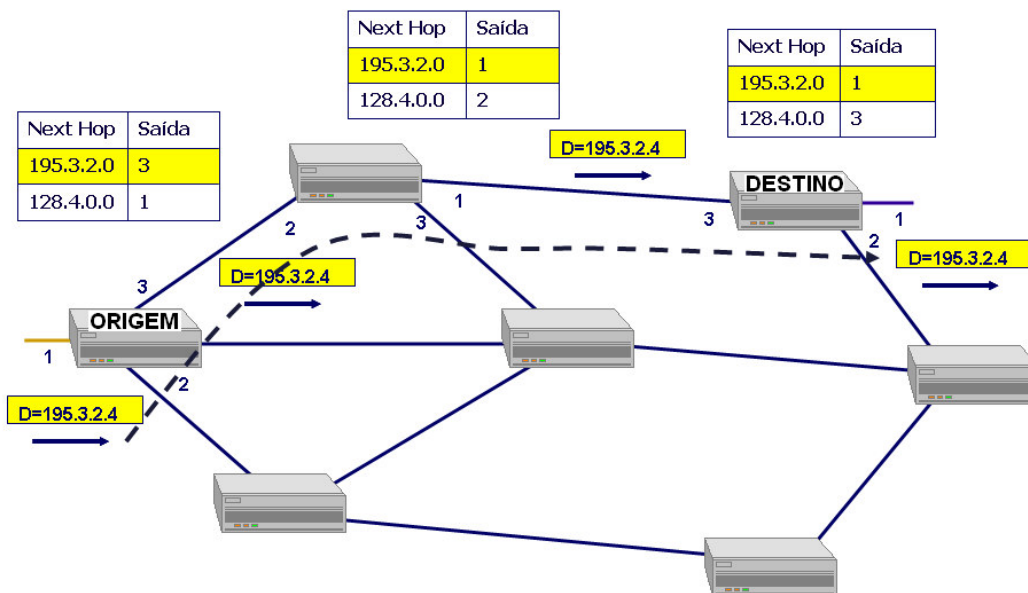 Next Hop Saída
195.3.2.0 1
128.4.0.0 2
Next Hop Saída
195.3.2.0 1
128.4.0.0 3
Next Hop Saída
195.3.2.0 3
128.4.0.0 1
D=195.3.2.4
DESTINO
1
2
3
3
1
2
D=195.3.2.4
D=195.3.2.4
3
ORIGEM
1
2
D=195.3.2.4